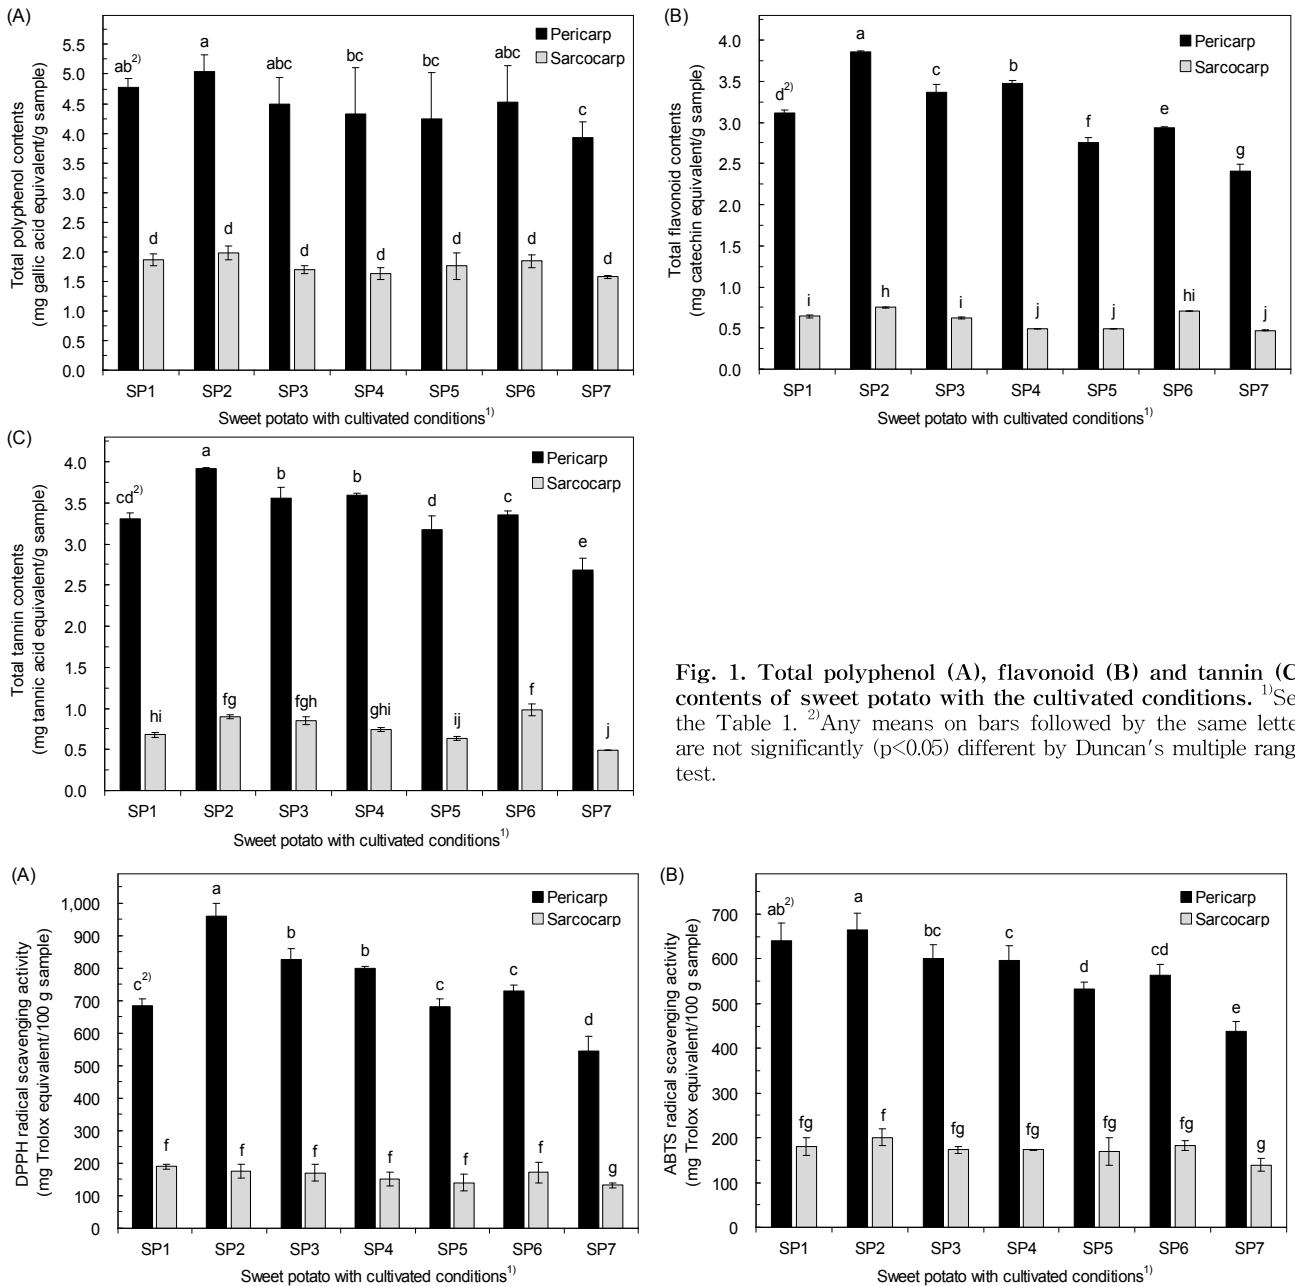 (A)
Total polyphenol contents
(mg gallic acid equivalent/g sample)
5.5
5.0
4.5
4.0
3.5
3.0
2.5
2.0
1.5
1.0
0.5
0.0
Pericarp
Sarcocarp
ab2) a abc bc bc abc c
d d d d d d d
SP1 SP2 SP3 SP4 SP5 SP6 SP7
Sweet potato with cultivated conditions1)
(B)
Total flavonoid contents
(mg catechin equivalent/g sample)
4.0
3.5
3.0
2.5
2.0
1.5
1.0
0.5
0.0
Pericarp
Sarcocarp
d2) a c b f e g
i h i j j hi j
SP1 SP2 SP3 SP4 SP5 SP6 SP7
Sweet potato with cultivated conditions1)
(C)
Total tannin contents
(mg tannic acid equivalent/g sample)
4.0
3.5
3.0
2.5
2.0
1.5
1.0
0.5
0.0
Pericarp
Sarcocarp
cd2) a b b d c e
hi fg fgh ghi ij f j
SP1 SP2 SP3 SP4 SP5 SP6 SP7
Sweet potato with cultivated conditions1)
Fig. 1. Total polyphenol (A), flavonoid (B) and tannin (C
contents of sweet potato with the cultivated conditions. 1)Se
the Table 1. 2)Any means on bars followed by the same lette
are not significantly (p<0.05) different by Duncan's multiple rang
test.
(A)
DPPH radical scavenging activity
(mg Trolox equivalent/100 g sample)
1,000
900
800
700
600
500
400
300
200
100
0
Pericarp
Sarcocarp
c2) a b b c c d
f f f f f f g
SP1 SP2 SP3 SP4 SP5 SP6 SP7
Sweet potato with cultivated conditions1)
(B)
ABTS radical scavenging activity
(mg Trolox equivalent/100 g sample)
700
600
500
400
300
200
100
0
Pericarp
Sarcocarp
ab2) a bc c d cd e
fg f fg fg fg fg g
SP1 SP2 SP3 SP4 SP5 SP6 SP7
Sweet potato with cultivated conditions1)